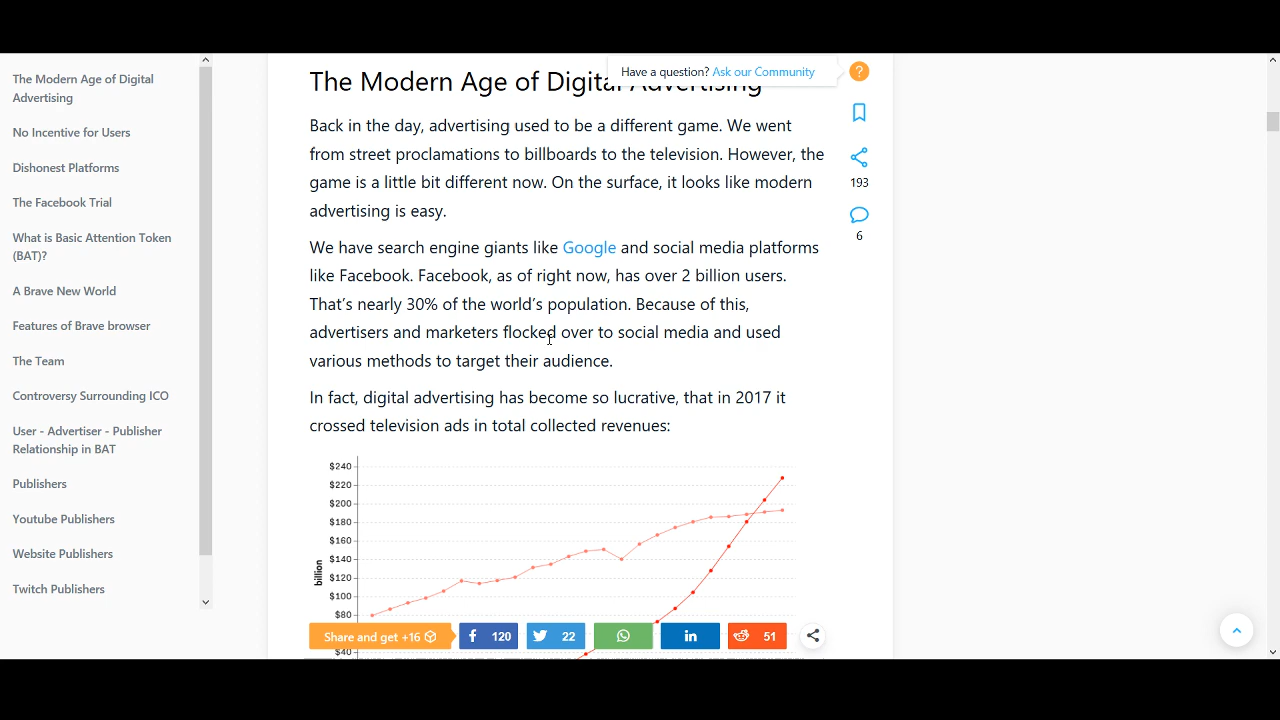 The Modern Age of Digital
Advertising
No Incentive for Users
Dishonest Platforms
The Facebook Trial
What is Basic Attention Token
(BAT)?
A Brave New World
Features of Brave browser
The Team
Controversy Surrounding ICO
User - Advertiser - Publisher
Relationship in BAT
Publishers
Youtube Publishers
Website Publishers
Twitch Publishers
The Modern Age of Digital Advertising
Have a question? Ask our Community
?
Back in the day, advertising used to be a different game. We went
from street proclamations to billboards to the television. However, the
game is a little bit different now. On the surface, it looks like modern
advertising is easy.
193
6
We have search engine giants like Google and social media platforms
like Facebook. Facebook, as of right now, has over 2 billion users.
That's nearly 30% of the world's population. Because of this,
advertisers and marketers flocked over to social media and used
various methods to target their audience.
In fact, digital advertising has become so lucrative, that in 2017 it
crossed television ads in total collected revenues:
$240
$220
$200
$180
$160
$140
$120
$100
$80
$40
billion
Share and get +16
120
22
in
51